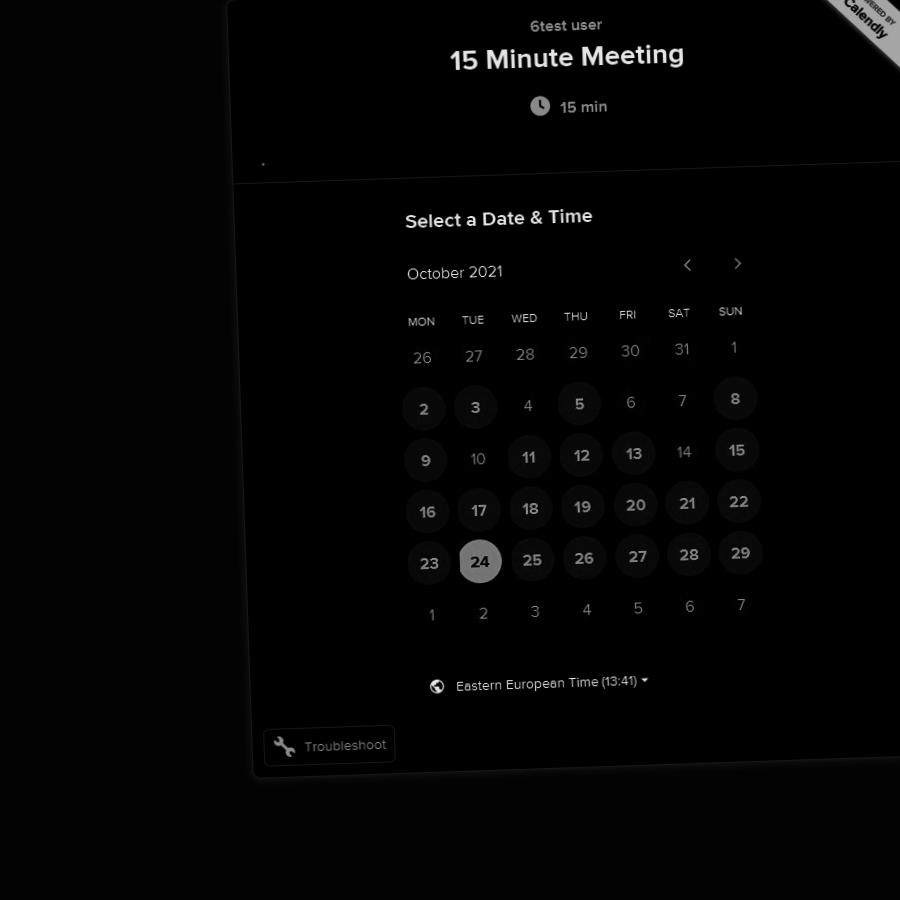 POWERED BY
Calendly
6test user
15 Minute Meeting
15 min
Select a Date & Time
October 2021
MON TUE WED THU FRI SAT SUN
26 27 28 29 30 31 1
2 3 4 5 6 7 8
9 10 11 12 13 14 15
16 17 18 19 20 21 22
23 24 25 26 27 28 29
1 2 3 4 5 6 7
Eastern European Time (13:41)
Troubleshoot